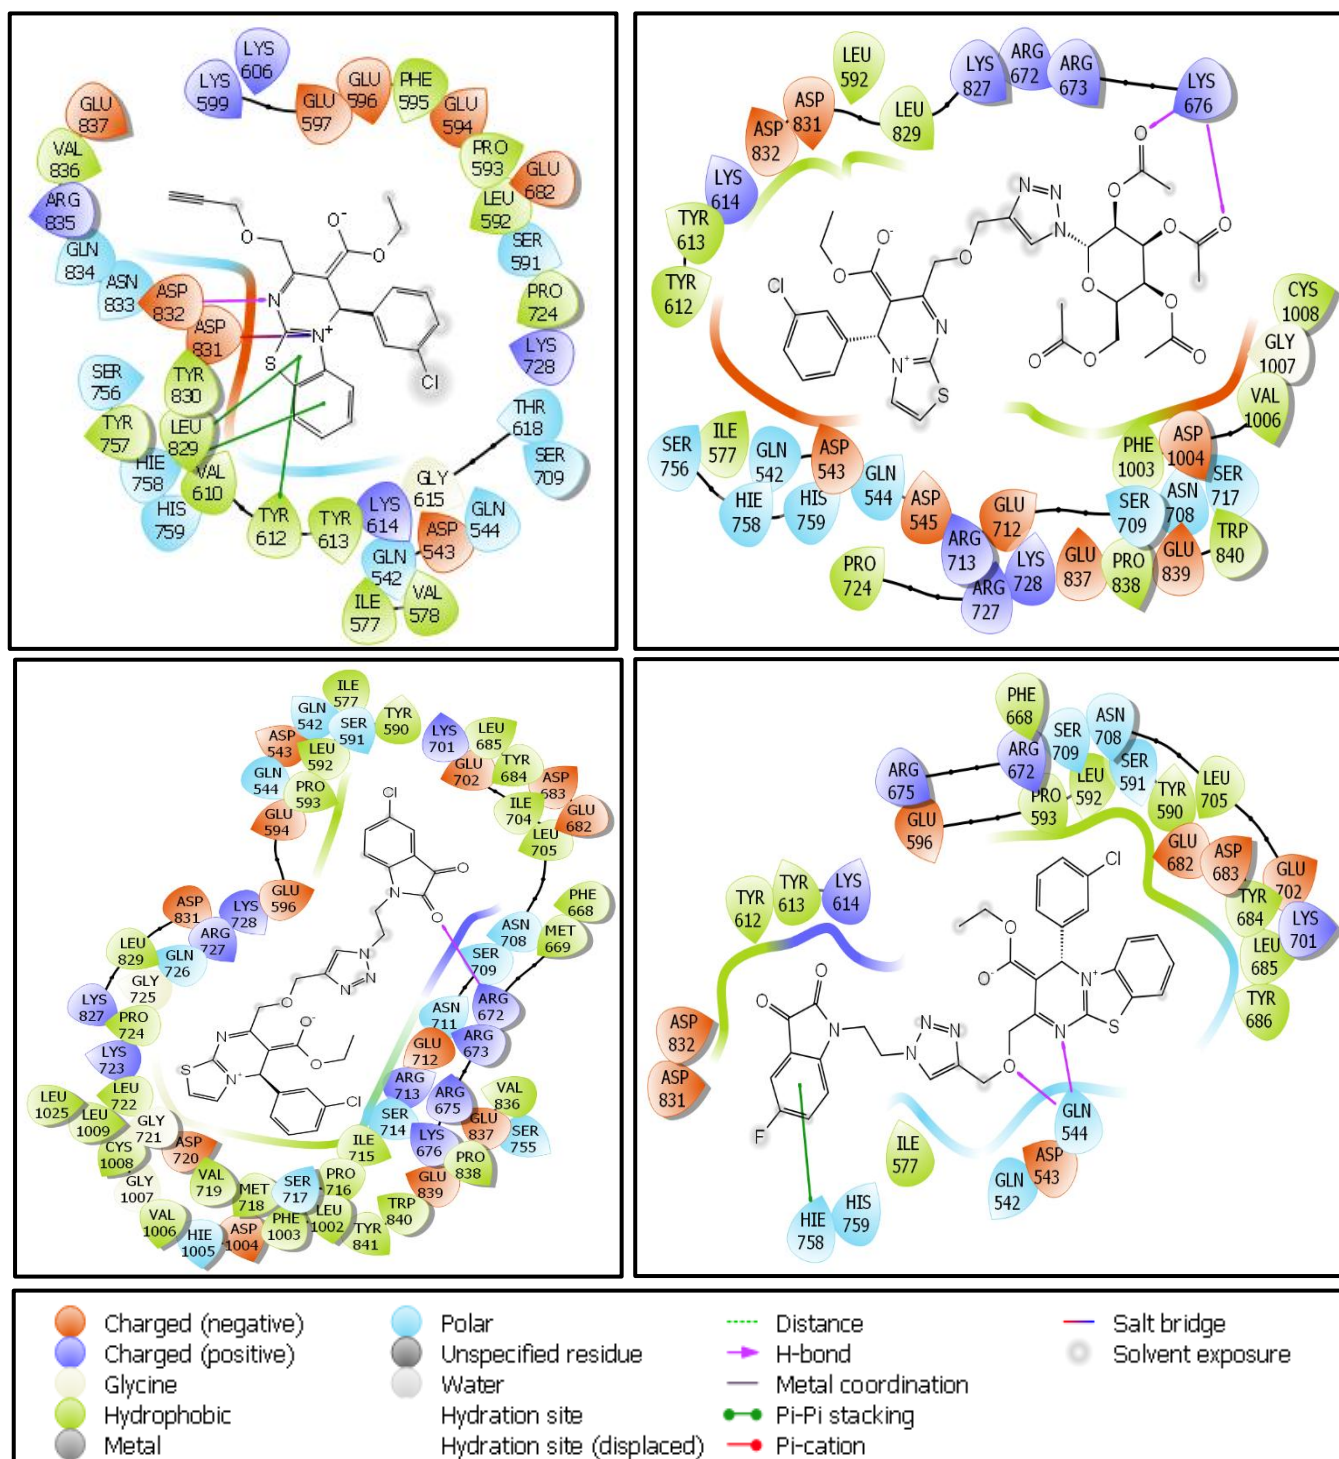 LYS
606
LYS
599
GLU
597
GLU
596
PHE
595
GLU
594
PRO
593
GLU
682
LEU
592
SER
591
PRO
724
LYS
728
THR
618
SER
709
GLY
615
GLN
544
ASP
543
LYS
614
GLN
542
VAL
578
ILE
577
TYR
613
TYR
612
VAL
610
HIS
759
HIE
758
LEU
829
TYR
757
TYR
830
SER
756
ASP
831
ASP
832
ASN
833
GLN
834
ARG
835
VAL
836
GLU
837
O
O⁻
O
N
N⁺
S
Cl
LEU
592
LYS
827
ARG
672
ARG
673
LYS
676
ASP
831
LEU
829
ASP
832
LYS
614
TYR
613
TYR
612
CYS
1008
GLY
1007
VAL
1006
PHE
1003
ASP
1004
SER
717
ASN
708
SER
709
TRP
840
GLU
839
PRO
838
GLU
837
GLU
712
LYS
728
ARG
713
ARG
727
ASP
545
GLN
544
ASP
543
GLN
542
HIS
759
ILE
577
HIE
758
SER
756
PRO
724
O
O
N
N
N
O
O
O⁻
O
O
O
O
O
O
O
O
Cl
N
N⁺
S
ILE
577
GLN
542
SER
591
TYR
590
LYS
701
LEU
685
ASP
543
LEU
592
GLU
702
TYR
684
ASP
683
GLN
544
PRO
593
ILE
704
GLU
682
GLU
594
LEU
705
GLU
596
ASP
831
LYS
728
PHE
668
ARG
727
ASN
708
MET
669
LEU
829
GLN
726
SER
709
GLY
725
ARG
672
LYS
827
ASN
711
PRO
724
GLU
712
ARG
673
LYS
723
ARG
713
ARG
675
VAL
836
LEU
1025
LEU
722
SER
714
GLU
837
SER
755
LEU
1009
GLY
721
ILE
715
LYS
676
PRO
838
CYS
1008
ASP
720
PRO
716
GLU
839
GLY
1007
VAL
719
MET
718
SER
717
TRP
840
VAL
1006
LEU
1002
TYR
841
HIE
1005
ASP
1004
PHE
1003
Cl
O
N
O
N
N
N
O
O⁻
N
O
S
N⁺
Cl
PHE
668
ASN
708
SER
709
ARG
672
SER
591
ARG
675
LEU
592
LEU
705
PRO
593
TYR
590
GLU
596
GLU
682
ASP
683
GLU
702
TYR
684
LYS
701
LEU
685
TYR
686
TYR
612
TYR
613
LYS
614
ASP
832
ASP
831
ILE
577
GLN
544
ASP
543
GLN
542
HIS
759
HIE
758
Cl
O
O⁻
N⁺
O
O
N
N
N
N
N
S
O
F
Charged (negative)
Charged (positive)
Glycine
Hydrophobic
Metal
Polar
Unspecified residue
Water
Hydration site
Hydration site (displaced)
Distance
H-bond
Metal coordination
Pi-Pi stacking
Pi-cation
Salt bridge
Solvent exposure